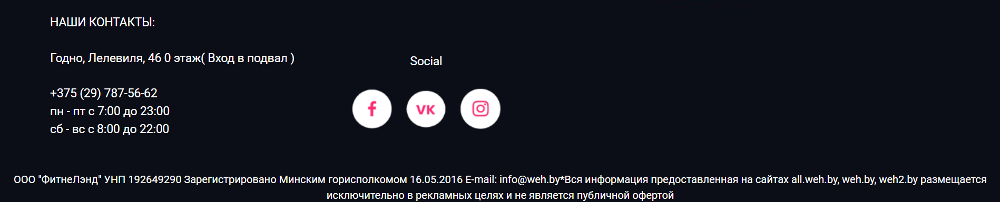 НАШИ КОНТАКТЫ:
Годно, Лелевиля, 46 0 этаж( Вход в подвал )
+375 (29) 787-56-62
пн - пт с 7:00 до 23:00
сб - вс с 8:00 до 22:00
Social
f VK
ООО "ФитнеЛэнд" УНП 192649290 Зарегистрировано Минским горисполкомом 16.05.2016 E-mail: info@weh.by*Вся информация предоставленная на сайтах all.weh.by, weh.by, weh2.by размещается
исключительно в рекламных целях и не является публичной офертой